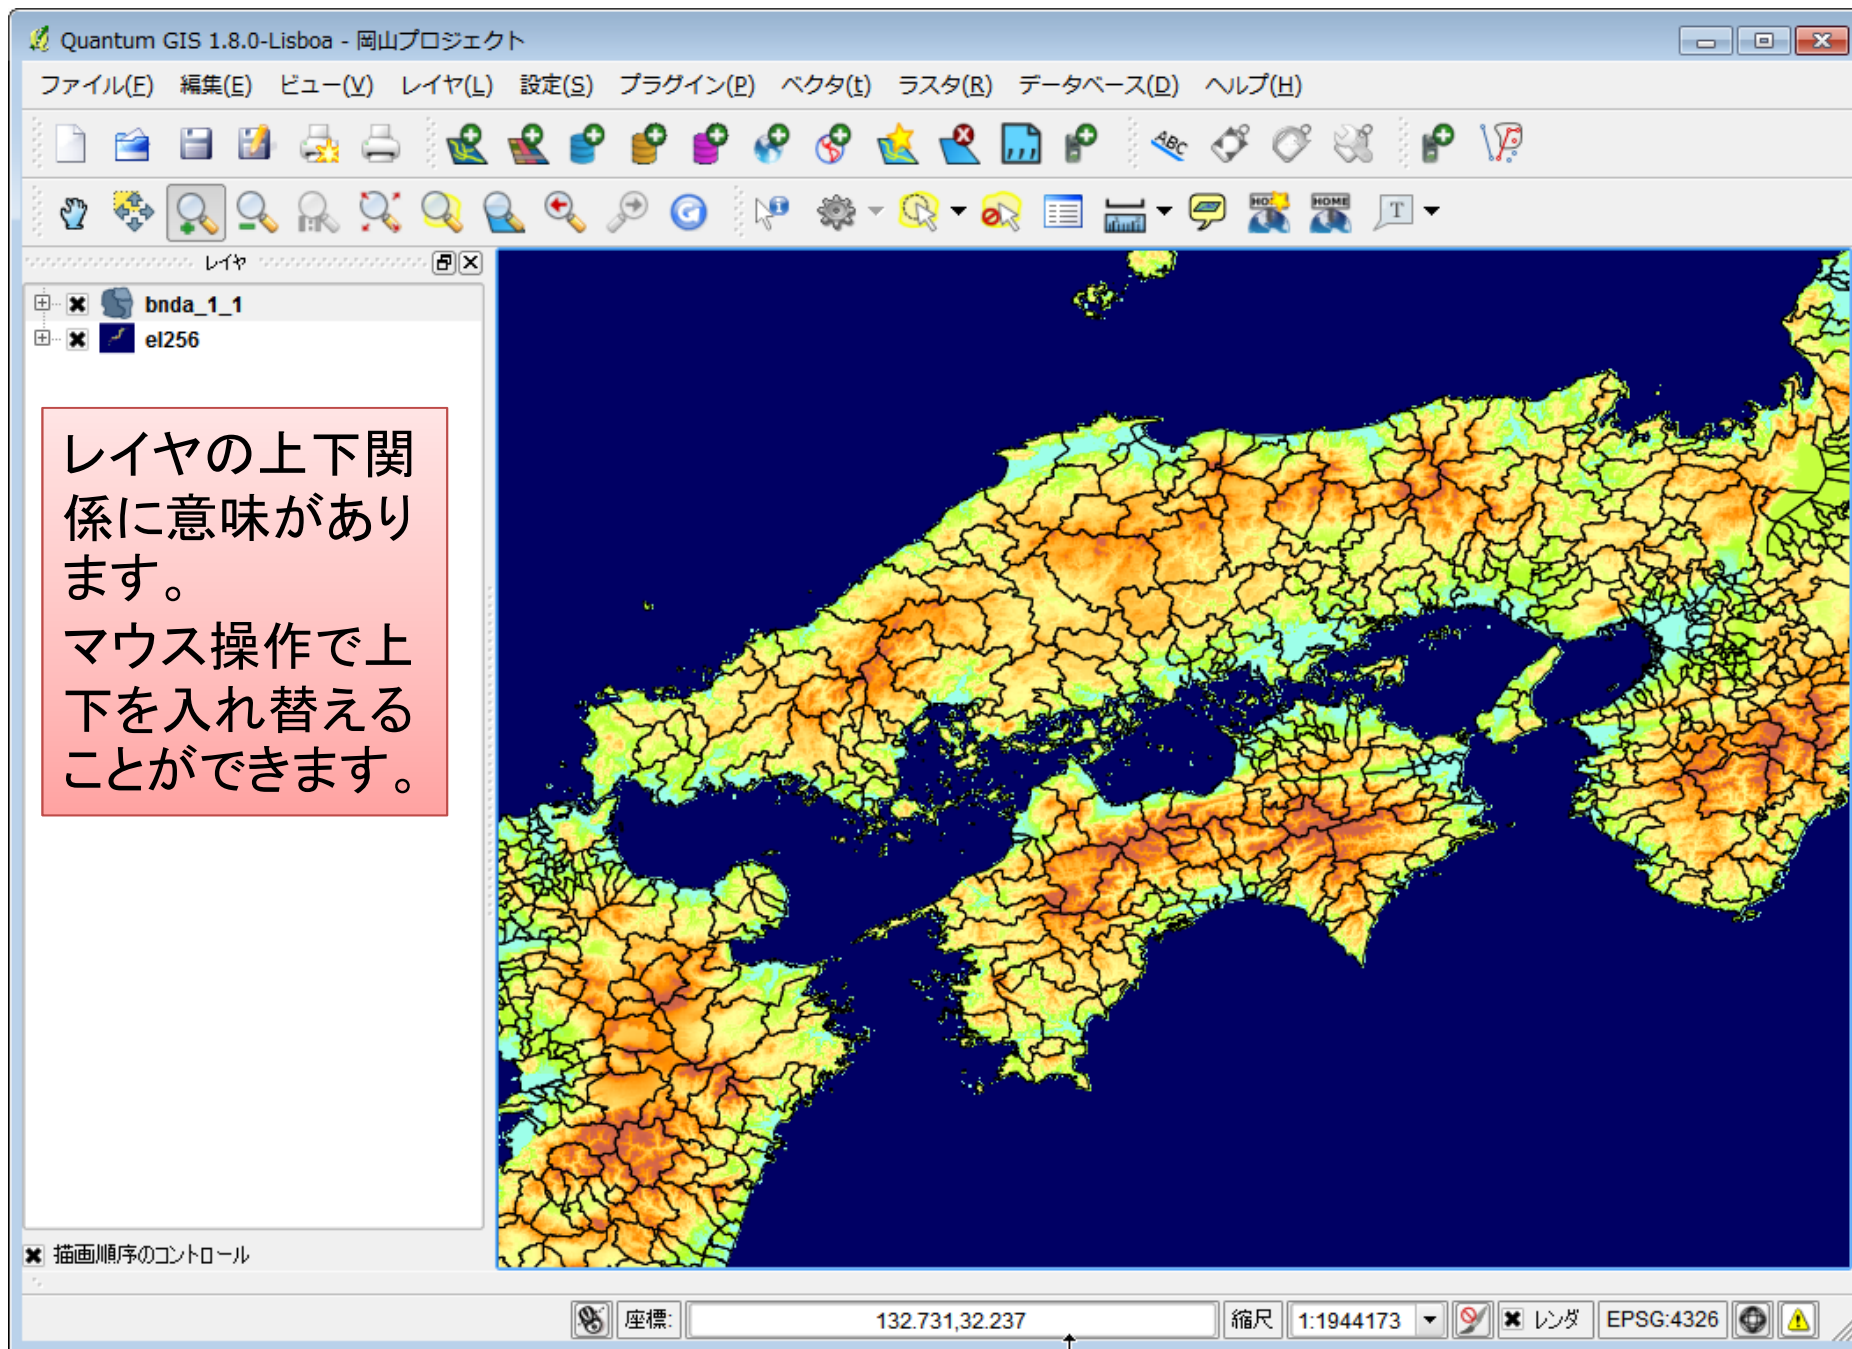 Quantum GIS 1.8.0-Lisboa - 岡山プロジェクト
ファイル(F) 編集(E) ビュー(V) レイヤ(L) 設定(S) プラグイン(P) ベクタ(t) ラスタ(R) データベース(D) ヘルプ(H)
ABC
HOME
T
レイヤ
bnda_1_1
el256
レイヤの上下関
係に意味があり
ます。
マウス操作で上
下を入れ替える
ことができます。
描画順序のコントロール
座標:
132.731,32.237
縮尺
1:1944173
レンダ
EPSG:4326